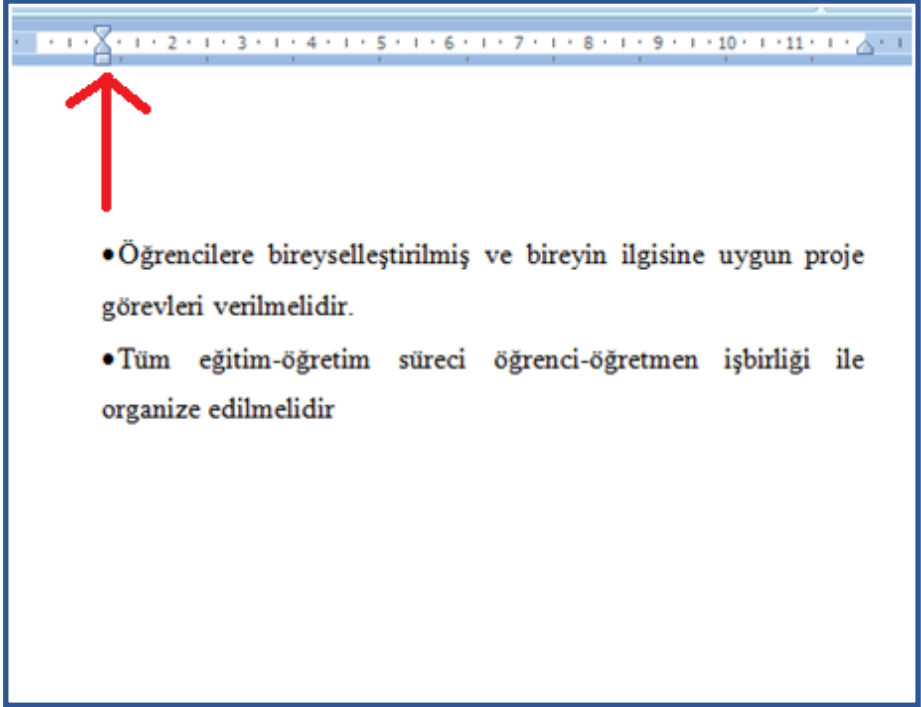 2 3 4 5 6 7 8 9 10 11
•Öğrencilere bireyselleştirilmiş ve bireyin ilgisine uygun proje
görevleri verilmelidir.
•Tüm eğitim-öğretim süreci öğrenci-öğretmen işbirliği ile
organize edilmelidir